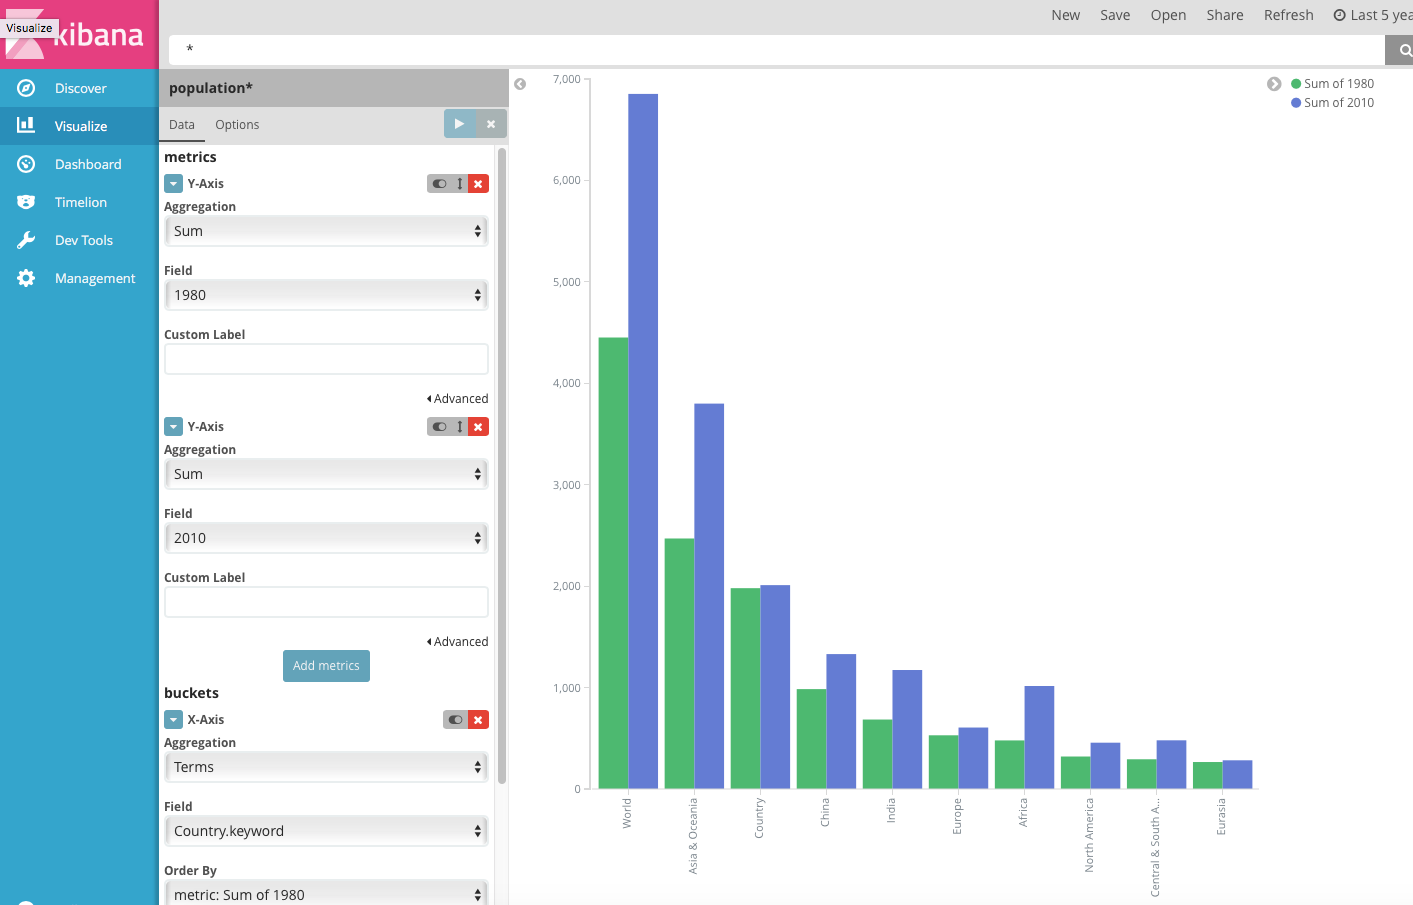 Visualize
kibana
New Save Open Share Refresh Last 5 yea
*
Discover
Visualize
Dashboard
Timelion
Dev Tools
Management
population*
Data Options
metrics
Y-Axis
Aggregation
Sum
Field
1980
Custom Label
Advanced
Y-Axis
Aggregation
Sum
Field
2010
Custom Label
Advanced
Add metrics
buckets
X-Axis
Aggregation
Terms
Field
Country.keyword
Order By
metric: Sum of 1980
7,000
6,000
5,000
4,000
3,000
2,000
1,000
0
World
Asia & Oceania
Country
China
India
Europe
Africa
North America
Central & South A...
Eurasia
Sum of 1980
Sum of 2010